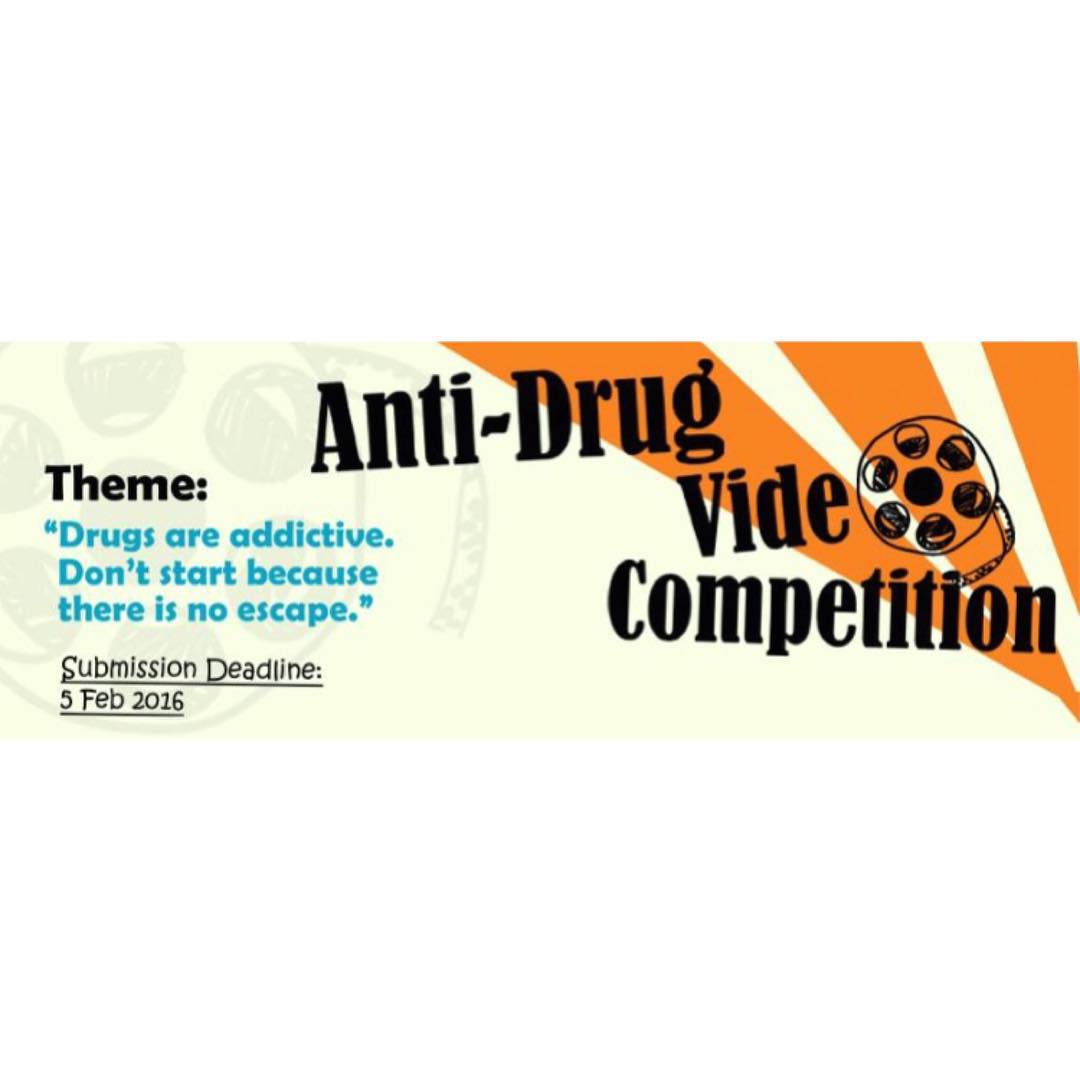 Anti-Drug
Vide
Competition
Theme:
“Drugs are addictive.
Don't start because
there is no escape.”
Submission Deadline:
5 Feb 2016